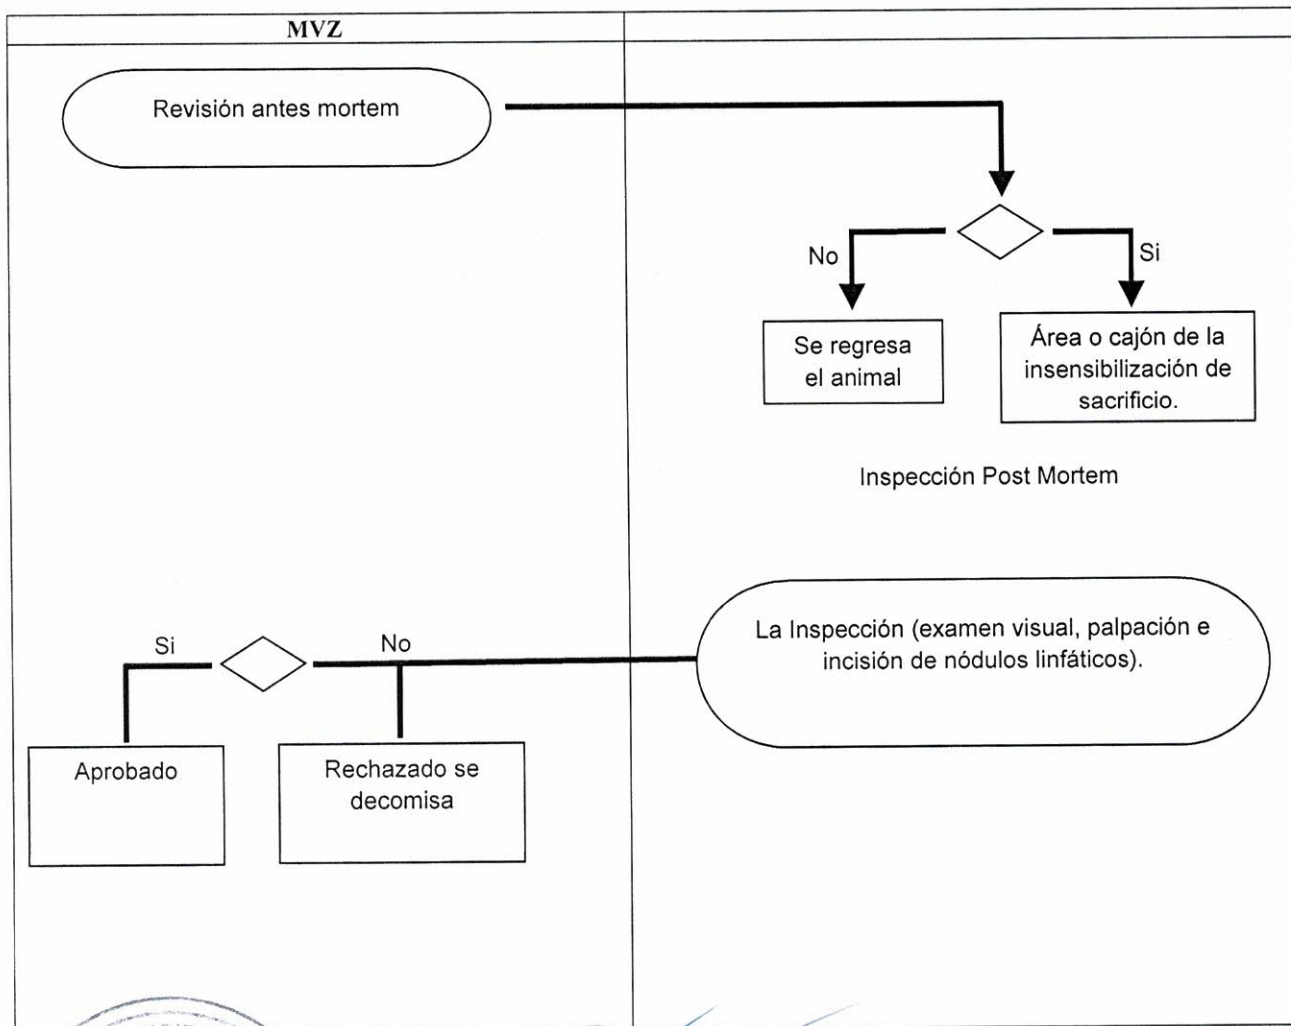 MVZ
Revisión antes mortem
No
Si
Se regresa
el animal
Área o cajón de la
insensibilización de
sacrificio.
Inspección Post Mortem
La Inspección (examen visual, palpación e
incisión de nódulos linfáticos).
Si
No
Aprobado
Rechazado se
decomisa